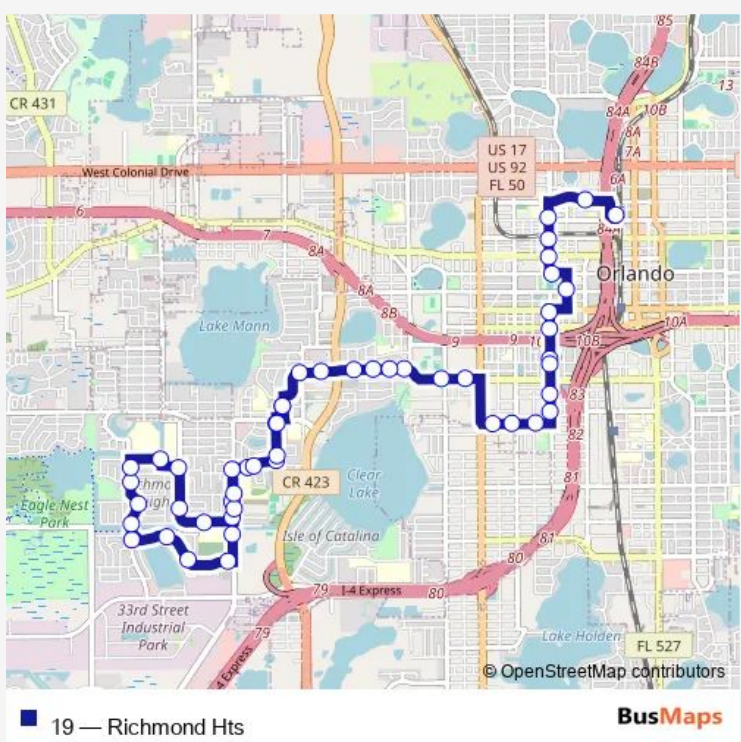 85
84B
13
CR 431
84A
10B
8A
7A
US 17
US 92
FL 50
West Colonial Drive
6A
6
7
84A
8A
Orlando
8A
8B
Lake Mann
10A
9
9
10B
83
82
CR 423
Clear
Lake
81
Eagle Nest
Park
Isle of Catalina
81
80
79
I-4 Express
80
33rd Street
Industrial
Park
79
Lake Holden
FL 527
4 Express
© OpenStreetMap contributors
19 — Richmond Hts
BusMaps